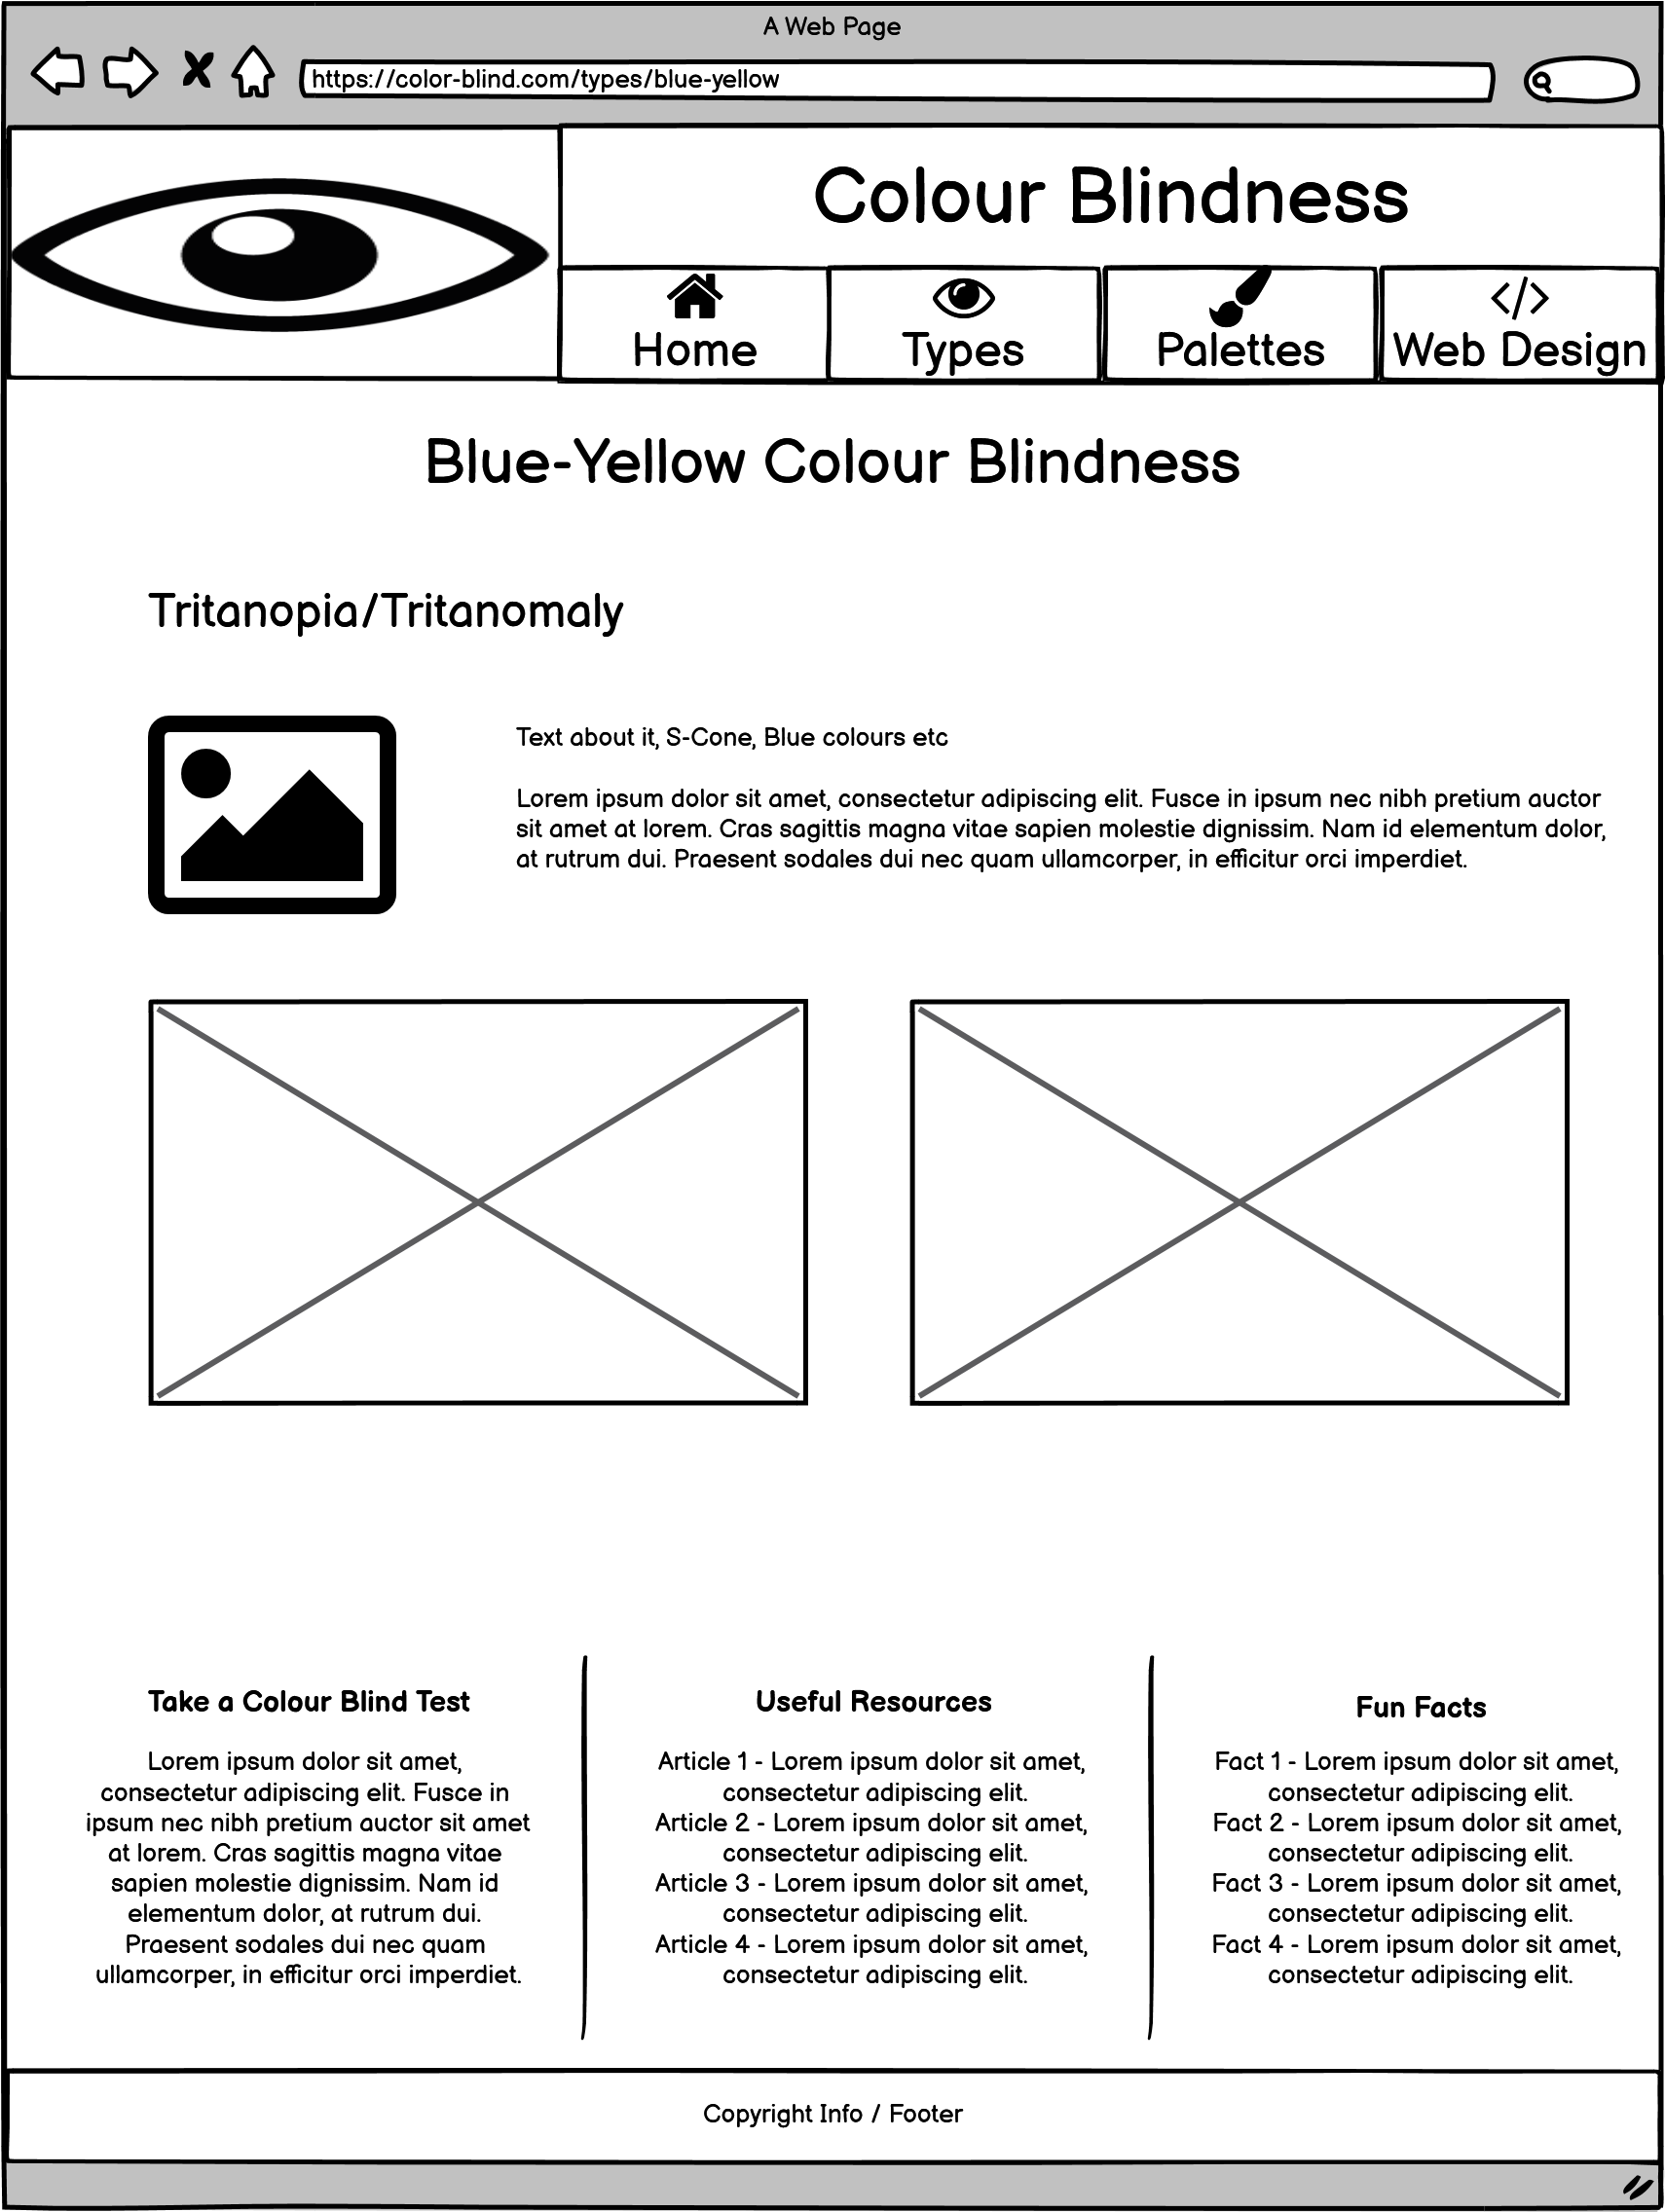 A Web Page
https://color-blind.com/types/blue-yellow
Colour Blindness
Home
Types
Palettes
Web Design
Blue-Yellow Colour Blindness
Tritanopia/Tritanomaly
Text about it, S-Cone, Blue colours etc
Lorem ipsum dolor sit amet, consectetur adipiscing elit. Fusce in ipsum nec nibh pretium auctor
sit amet at lorem. Cras sagittis magna vitae sapien molestie dignissim. Nam id elementum dolor,
at rutrum dui. Praesent sodales dui nec quam ullamcorper, in efficitur orci imperdiet.
Take a Colour Blind Test
Lorem ipsum dolor sit amet,
consectetur adipiscing elit. Fusce in
ipsum nec nibh pretium auctor sit amet
at lorem. Cras sagittis magna vitae
sapien molestie dignissim. Nam id
elementum dolor, at rutrum dui.
Praesent sodales dui nec quam
ullamcorper, in efficitur orci imperdiet.
Useful Resources
Article 1 - Lorem ipsum dolor sit amet,
consectetur adipiscing elit.
Article 2 - Lorem ipsum dolor sit amet,
consectetur adipiscing elit.
Article 3 - Lorem ipsum dolor sit amet,
consectetur adipiscing elit.
Article 4 - Lorem ipsum dolor sit amet,
consectetur adipiscing elit.
Fun Facts
Fact 1 - Lorem ipsum dolor sit amet,
consectetur adipiscing elit.
Fact 2 - Lorem ipsum dolor sit amet,
consectetur adipiscing elit.
Fact 3 - Lorem ipsum dolor sit amet,
consectetur adipiscing elit.
Fact 4 - Lorem ipsum dolor sit amet,
consectetur adipiscing elit.
Copyright Info / Footer